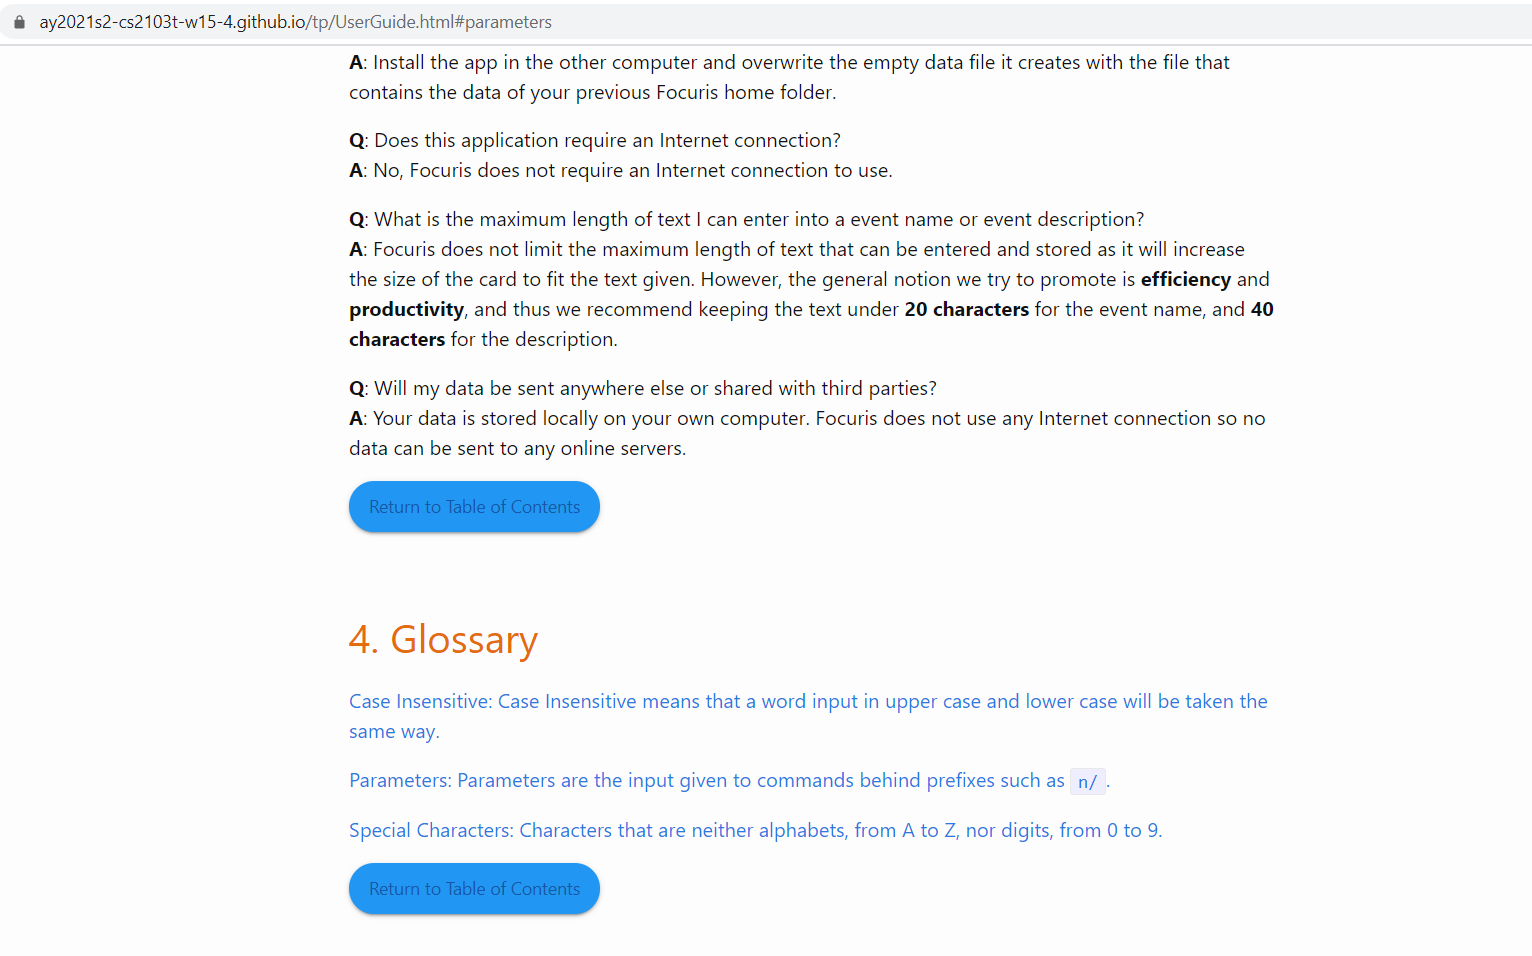 ay2021s2-cs2103t-w15-4.github.io/tp/UserGuide.html#parameters
A: Install the app in the other computer and overwrite the empty data file it creates with the file that
contains the data of your previous Focuris home folder.
Q: Does this application require an Internet connection?
A: No, Focuris does not require an Internet connection to use.
Q: What is the maximum length of text I can enter into a event name or event description?
A: Focuris does not limit the maximum length of text that can be entered and stored as it will increase
the size of the card to fit the text given. However, the general notion we try to promote is efficiency and
productivity, and thus we recommend keeping the text under 20 characters for the event name, and 40
characters for the description.
Q: Will my data be sent anywhere else or shared with third parties?
A: Your data is stored locally on your own computer. Focuris does not use any Internet connection so no
data can be sent to any online servers.
Return to Table of Contents
4. Glossary
Case Insensitive: Case Insensitive means that a word input in upper case and lower case will be taken the
same way.
Parameters: Parameters are the input given to commands behind prefixes such as n/.
Special Characters: Characters that are neither alphabets, from A to Z, nor digits, from 0 to 9.
Return to Table of Contents